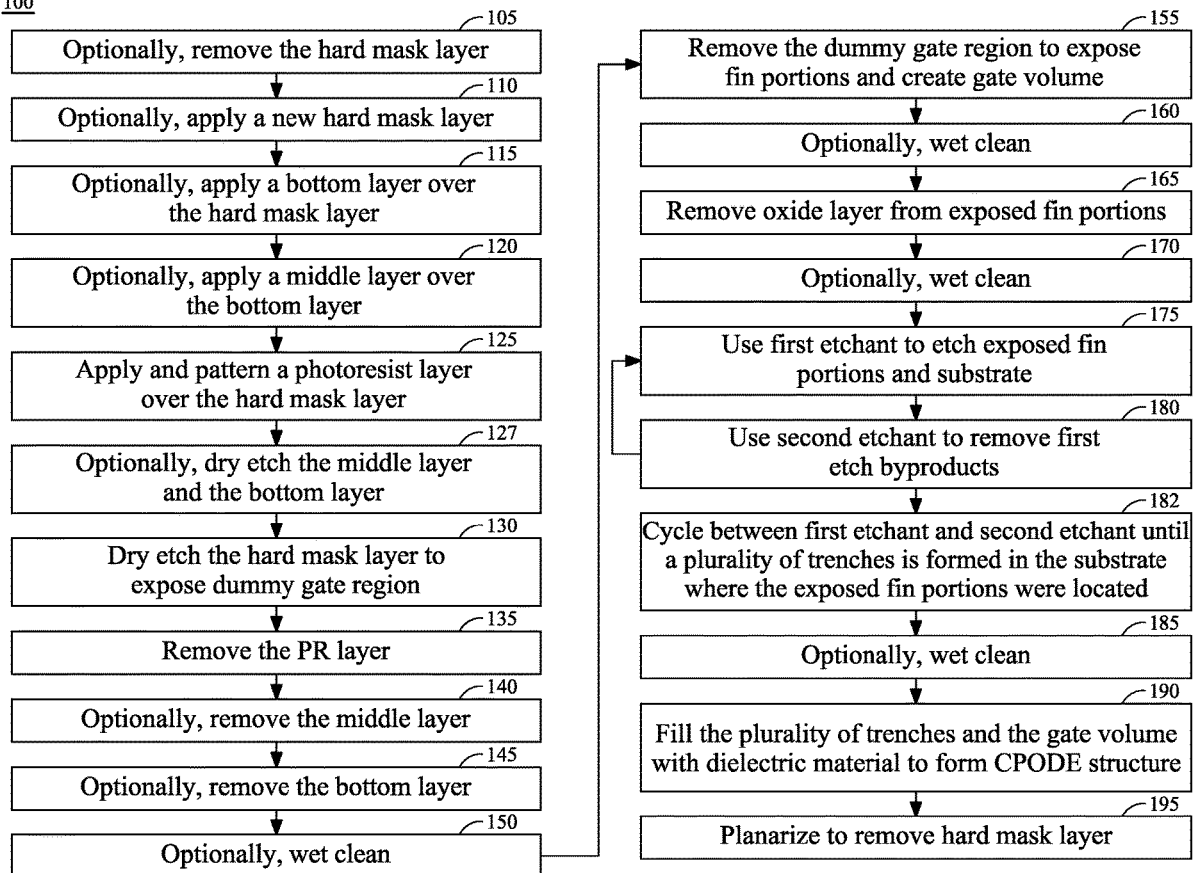 100
105
Optionally, remove the hard mask layer
110
Optionally, apply a new hard mask layer
115
Optionally, apply a bottom layer over
the hard mask layer
120
Optionally, apply a middle layer over
the bottom layer
125
Apply and pattern a photoresist layer
over the hard mask layer
127
Optionally, dry etch the middle layer
and the bottom layer
130
Dry etch the hard mask layer to
expose dummy gate region
135
Remove the PR layer
140
Optionally, remove the middle layer
145
Optionally, remove the bottom layer
150
Optionally, wet clean
155
Remove the dummy gate region to expose
fin portions and create gate volume
160
Optionally, wet clean
165
Remove oxide layer from exposed fin portions
170
Optionally, wet clean
175
Use first etchant to etch exposed fin
portions and substrate
180
Use second etchant to remove first
etch byproducts
182
Cycle between first etchant and second etchant until
a plurality of trenches is formed in the substrate
where the exposed fin portions were located
185
Optionally, wet clean
190
Fill the plurality of trenches and the gate volume
with dielectric material to form CPODE structure
195
Planarize to remove hard mask layer